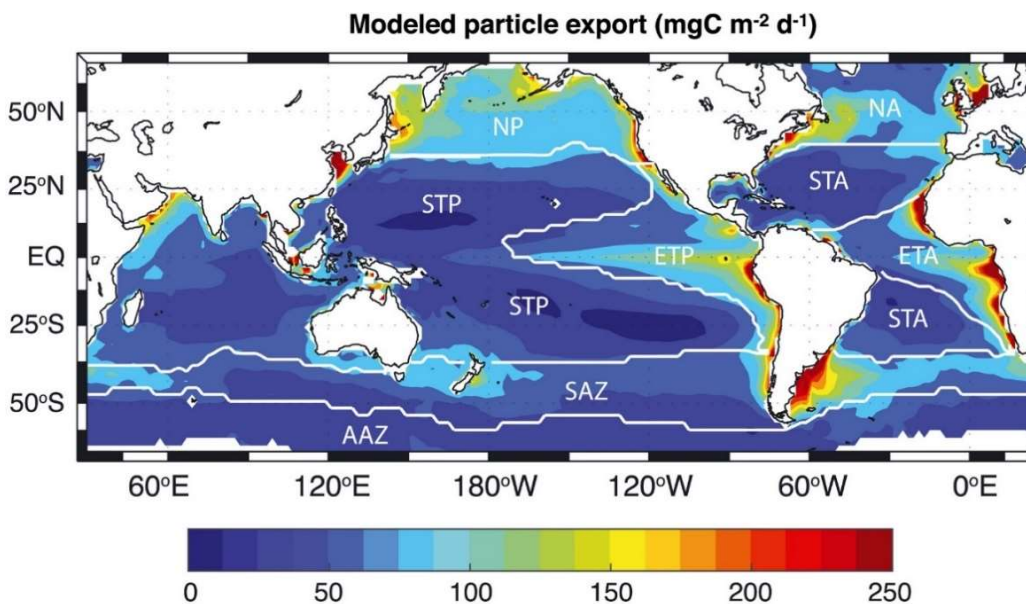 Modeled particle export (mgC m⁻² d⁻¹)
50°N
NP
NA
25°N
STP
STA
EQ
ETP
ETA
25°S
STP
STA
50°S
SAZ
AAZ
60°E 120°E 180°W 120°W 60°W 0°E
0 50 100 150 200 250